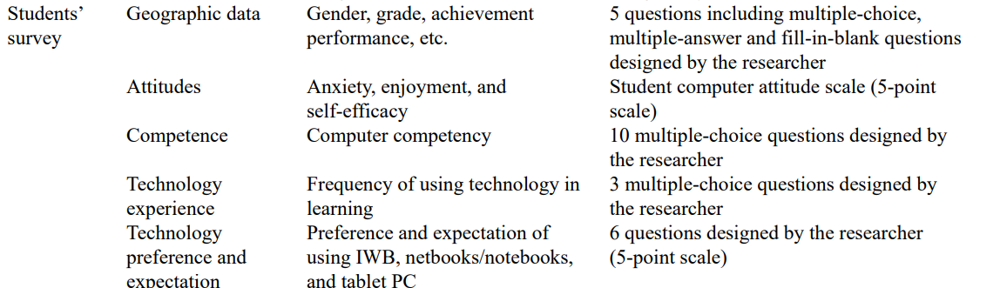 Students’ Geographic data Gender, grade, achievement 5 questions including multiple-choice,
survey performance, etc. multiple-answer and fill-in-blank questions
designed by the researcher
Attitudes Anxiety, enjoyment, and Student computer attitude scale (5-point
self-efficacy scale)
Competence Computer competency 10 multiple-choice questions designed by
the researcher
Technology Frequency of using technology in 3 multiple-choice questions designed by
experience learning the researcher
Technology Preference and expectation of 6 questions designed by the researcher
preference and using IWB, netbooks/notebooks, (5-point scale)
expectation and tablet PC